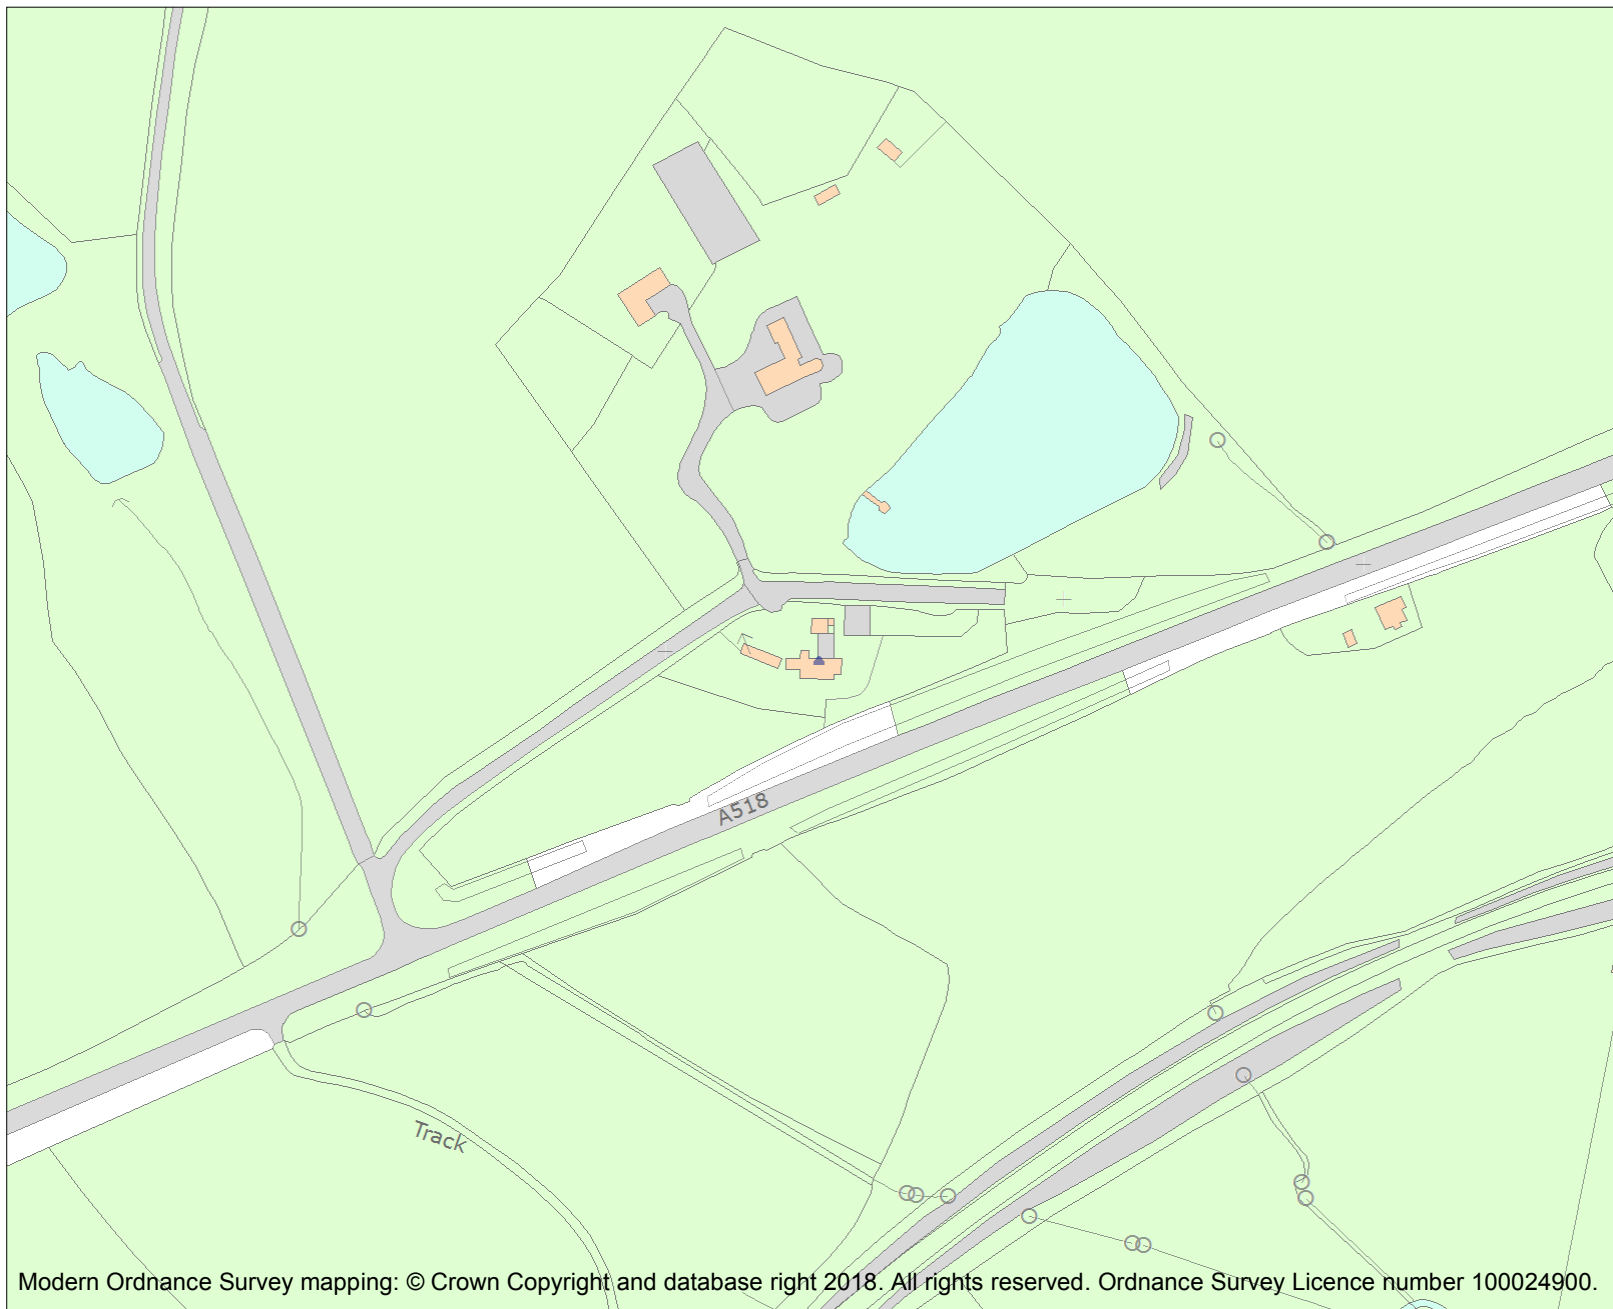 A518
Track
Modern Ordnance Survey mapping: © Crown Copyright and database right 2018. All rights reserved. Ordnance Survey Licence number 100024900.